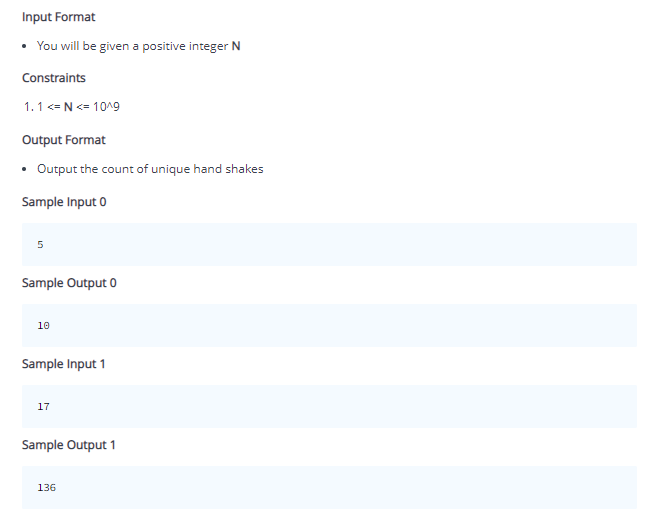 Input Format
• You will be given a positive integer N
Constraints
1. 1 <= N <= 10^9
Output Format
• Output the count of unique hand shakes
Sample Input 0
5
Sample Output 0
10
Sample Input 1
17
Sample Output 1
136